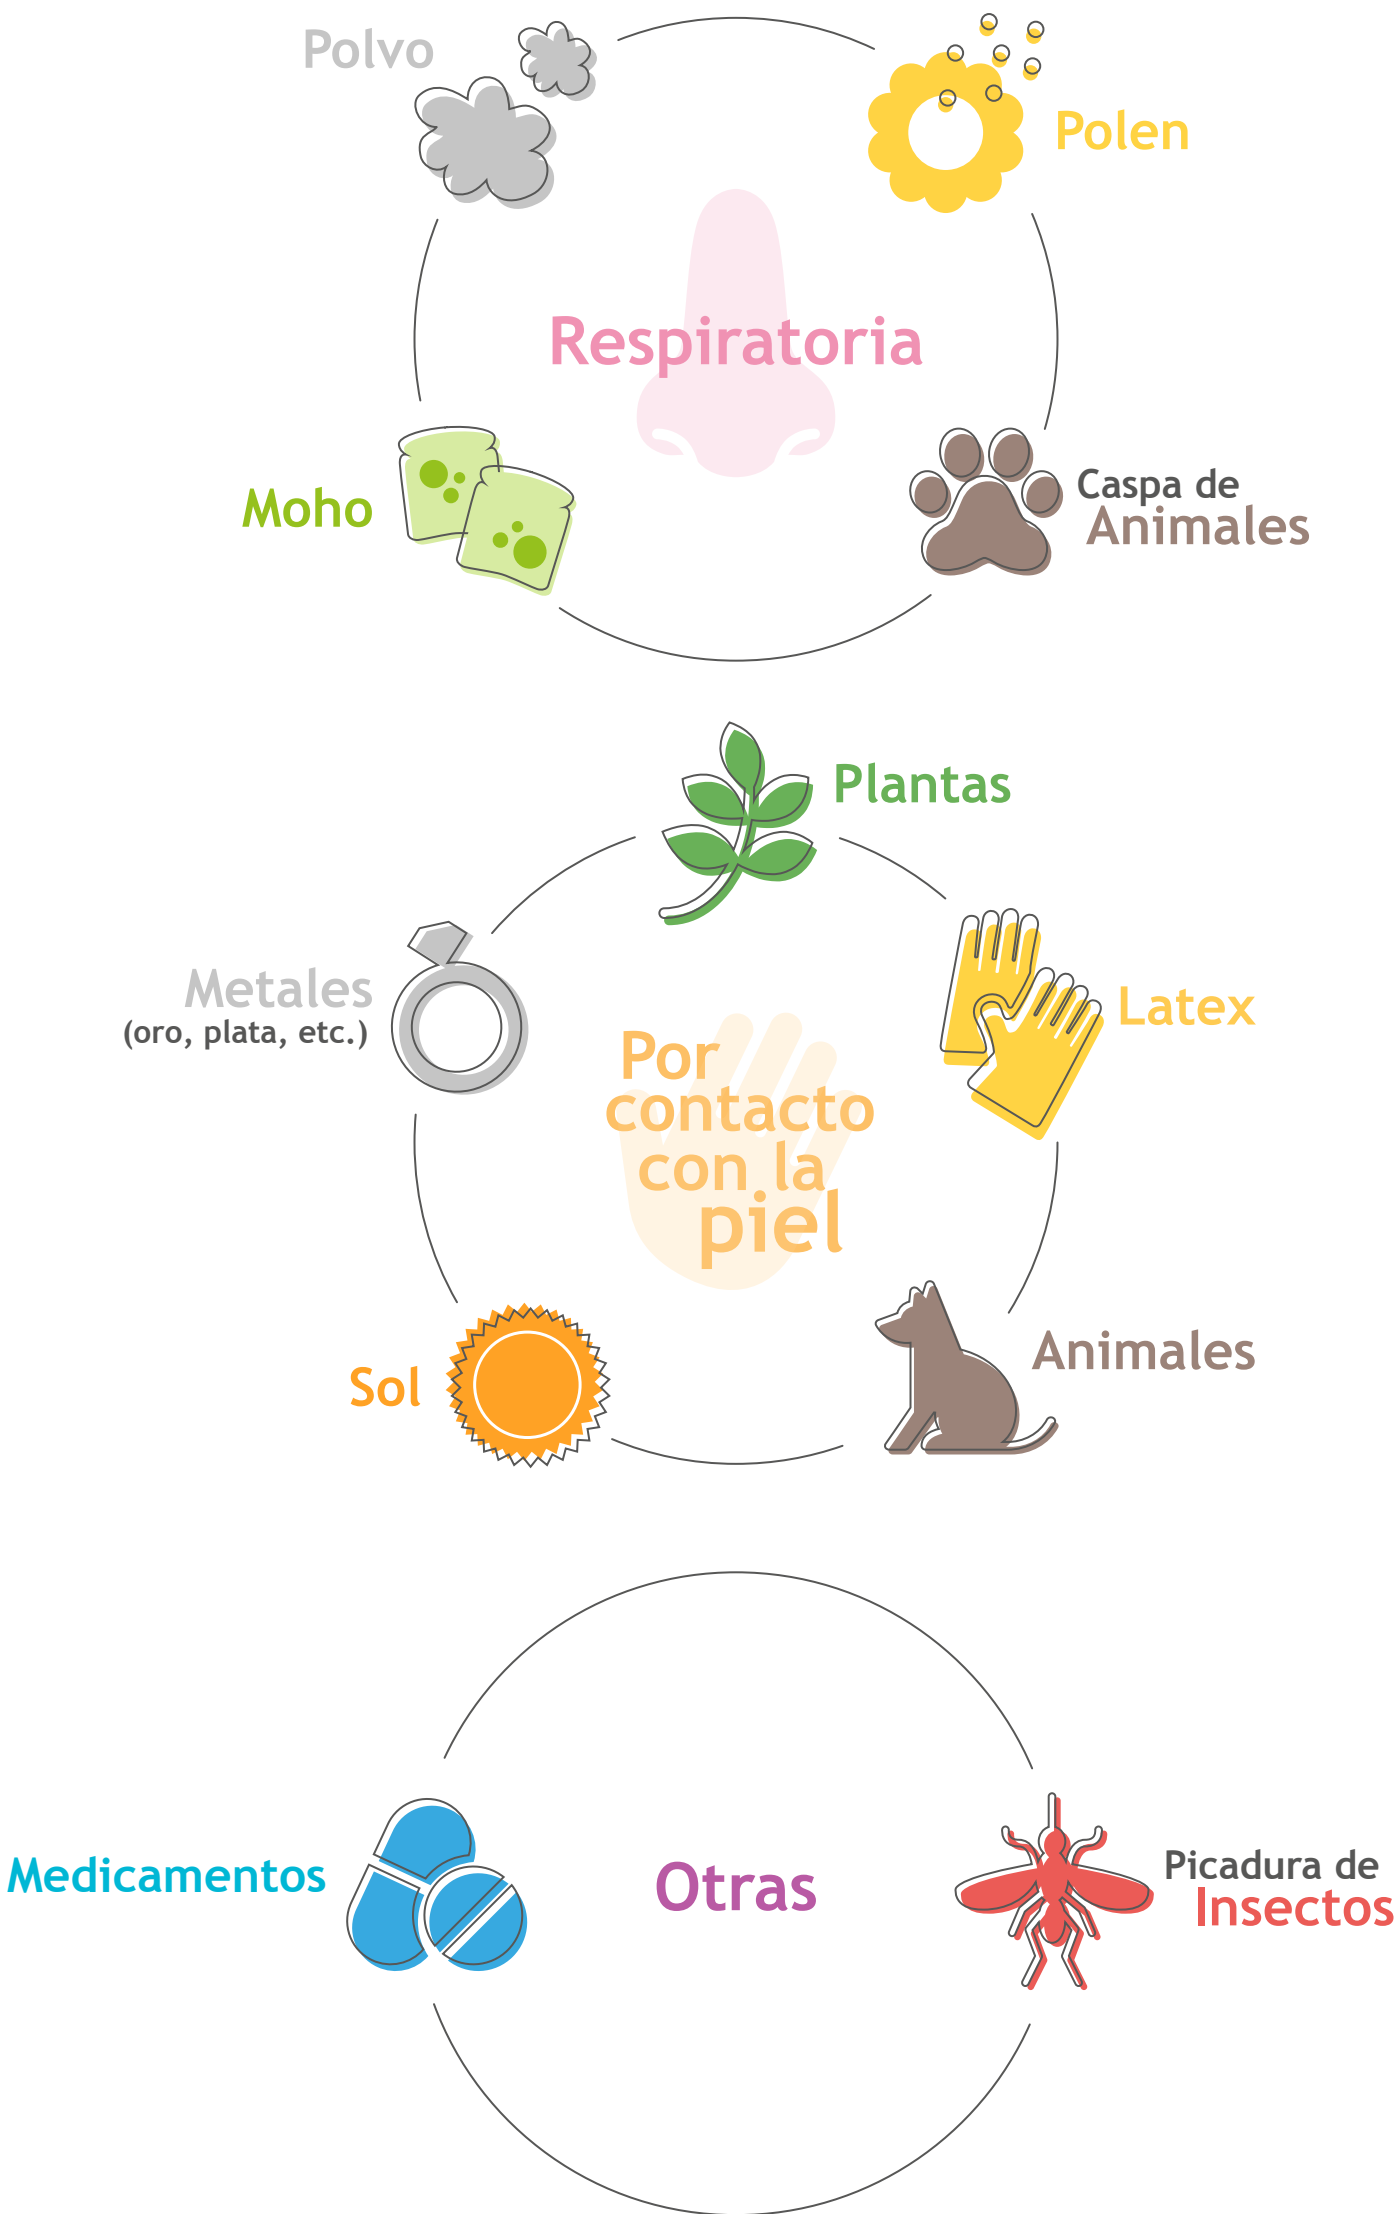 Polvo
Polen
Respiratoria
Moho
Caspa de
Animales
Plantas
Metales
(oro, plata, etc.)
Latex
Por
contacto
con la
piel
Sol
Animales
Medicamentos
Otras
Picadura de
Insectos